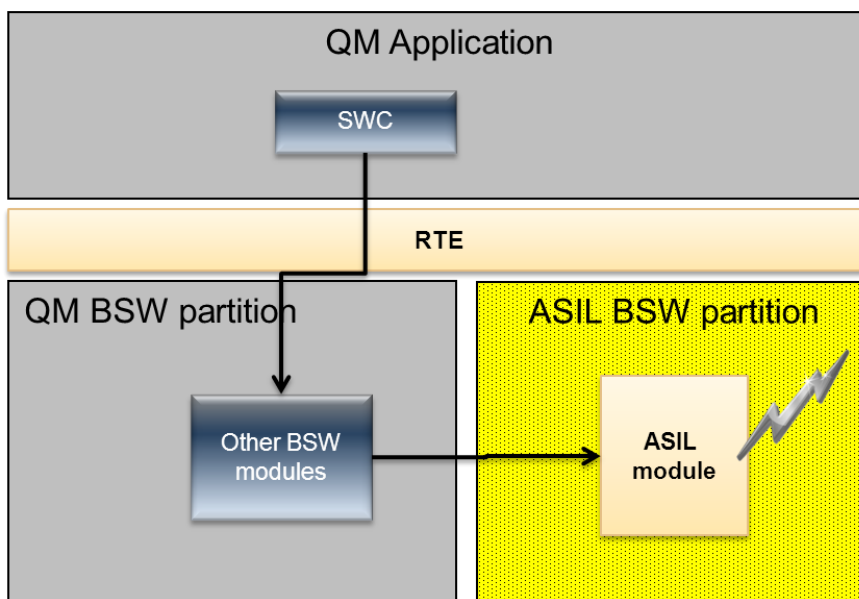 QM Application
SWC
RTE
QM BSW partition
ASIL BSW partition
Other BSW
modules
ASIL
module